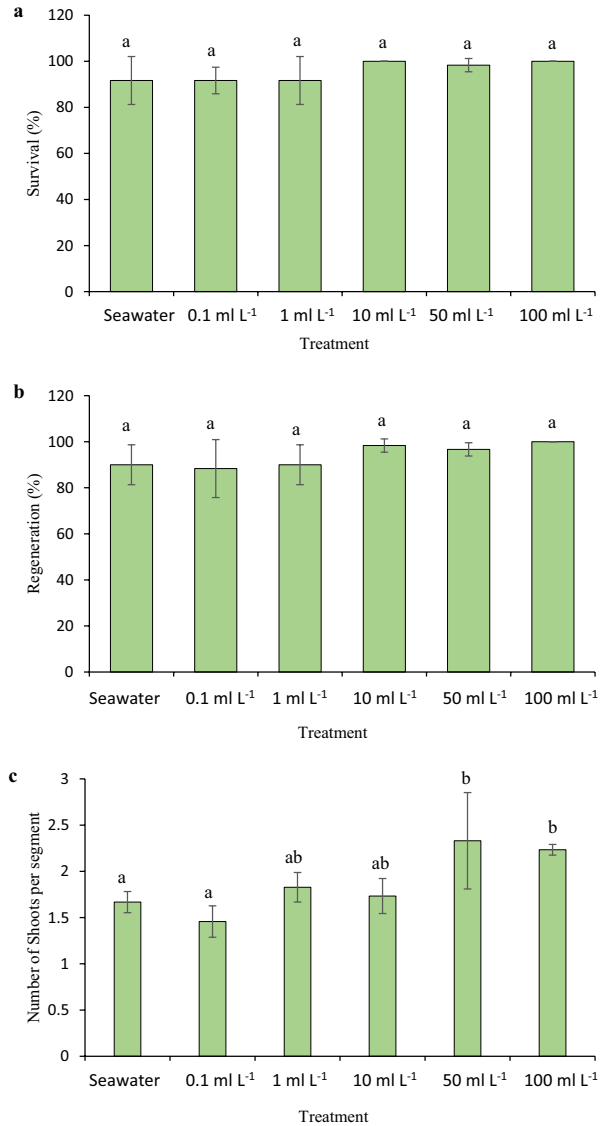 a
120
100
80
60
40
20
0
Survival (%)
a a a a a a
Seawater 0.1 ml L⁻¹ 1 ml L⁻¹ 10 ml L⁻¹ 50 ml L⁻¹ 100 ml L⁻¹
Treatment
b
120
100
80
60
40
20
0
Regeneration (%)
a a a a a a
Seawater 0.1 ml L⁻¹ 1 ml L⁻¹ 10 ml L⁻¹ 50 ml L⁻¹ 100 ml L⁻¹
Treatment
c
3
2.5
2
1.5
1
0.5
0
Number of Shoots per segment
a a ab ab b b
Seawater 0.1 ml L⁻¹ 1 ml L⁻¹ 10 ml L⁻¹ 50 ml L⁻¹ 100 ml L⁻¹
Treatment